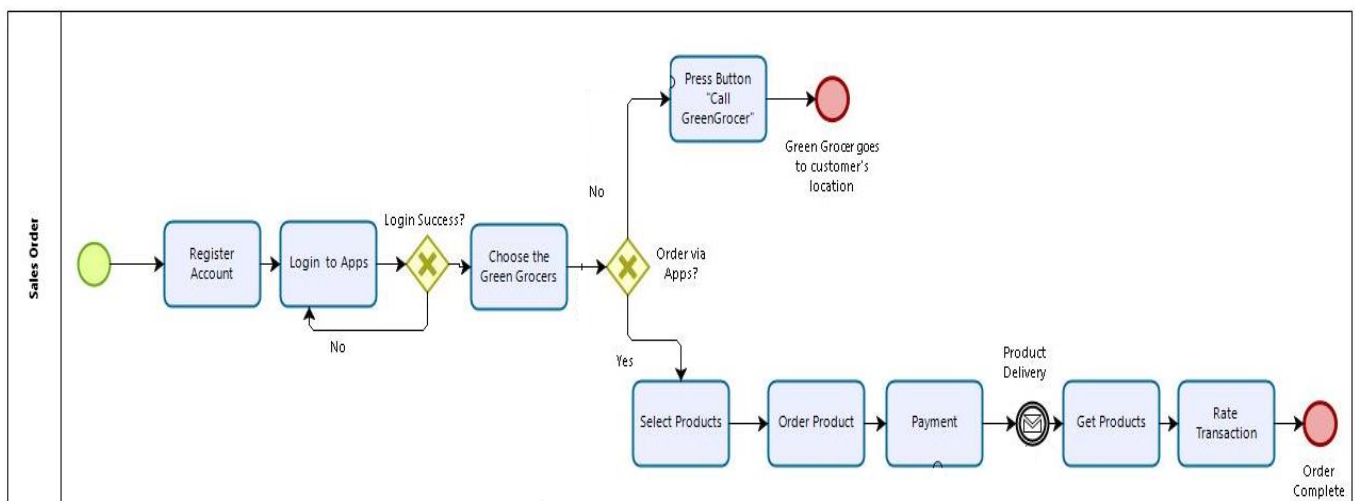 Sales Order
Register
Account
Login  to Apps
Login Success?
No
Choose the
Green Grocers
Order via
Apps?
No
Press Button
"Call
GreenGrocer"
Green Grocer goes
to customer's
location
Yes
Select Products
Order Product
Payment
Product
Delivery
Get Products
Rate
Transaction
Order
Complete